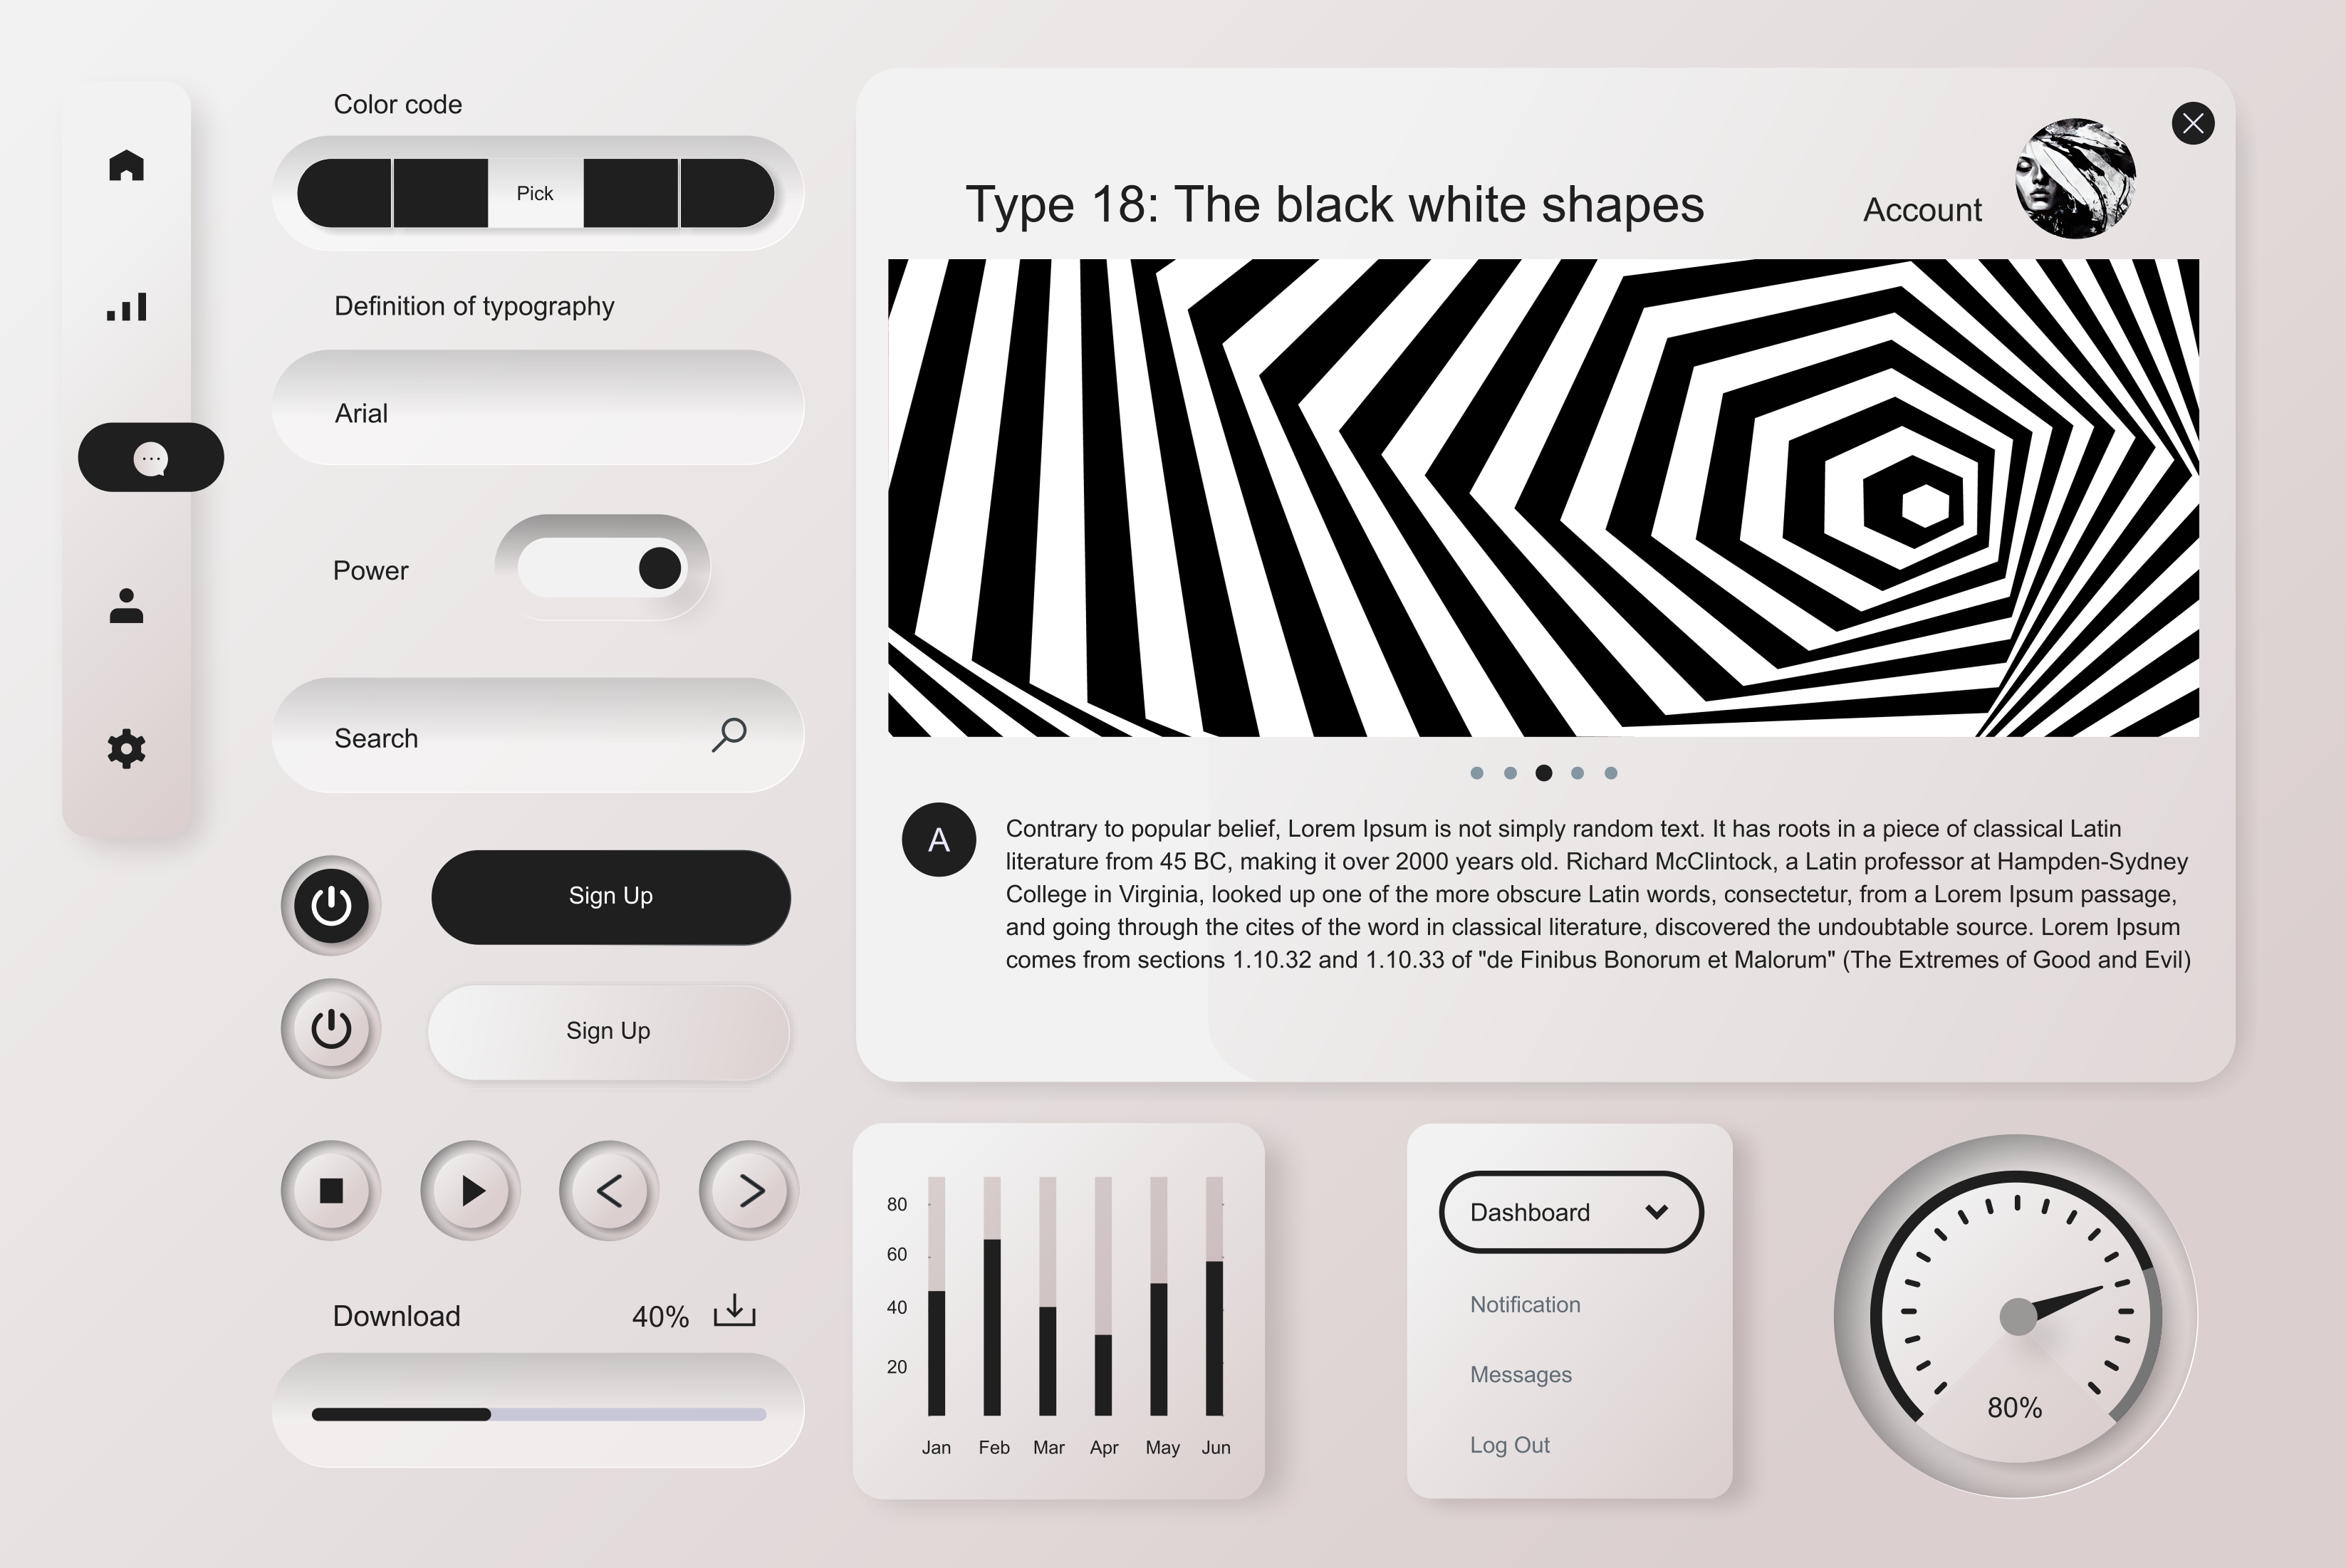 Color code
Pick
Definition of typography
Arial
Power
Search
Sign Up
Sign Up
Download 40%
Type 18: The black white shapes
Account
A
Contrary to popular belief, Lorem Ipsum is not simply random text. It has roots in a piece of classical Latin
literature from 45 BC, making it over 2000 years old. Richard McClintock, a Latin professor at Hampden-Sydney
College in Virginia, looked up one of the more obscure Latin words, consectetur, from a Lorem Ipsum passage,
and going through the cites of the word in classical literature, discovered the undoubtable source. Lorem Ipsum
comes from sections 1.10.32 and 1.10.33 of "de Finibus Bonorum et Malorum" (The Extremes of Good and Evil)
80
60
40
20
Jan Feb Mar Apr May Jun
Dashboard
Notification
Messages
Log Out
80%